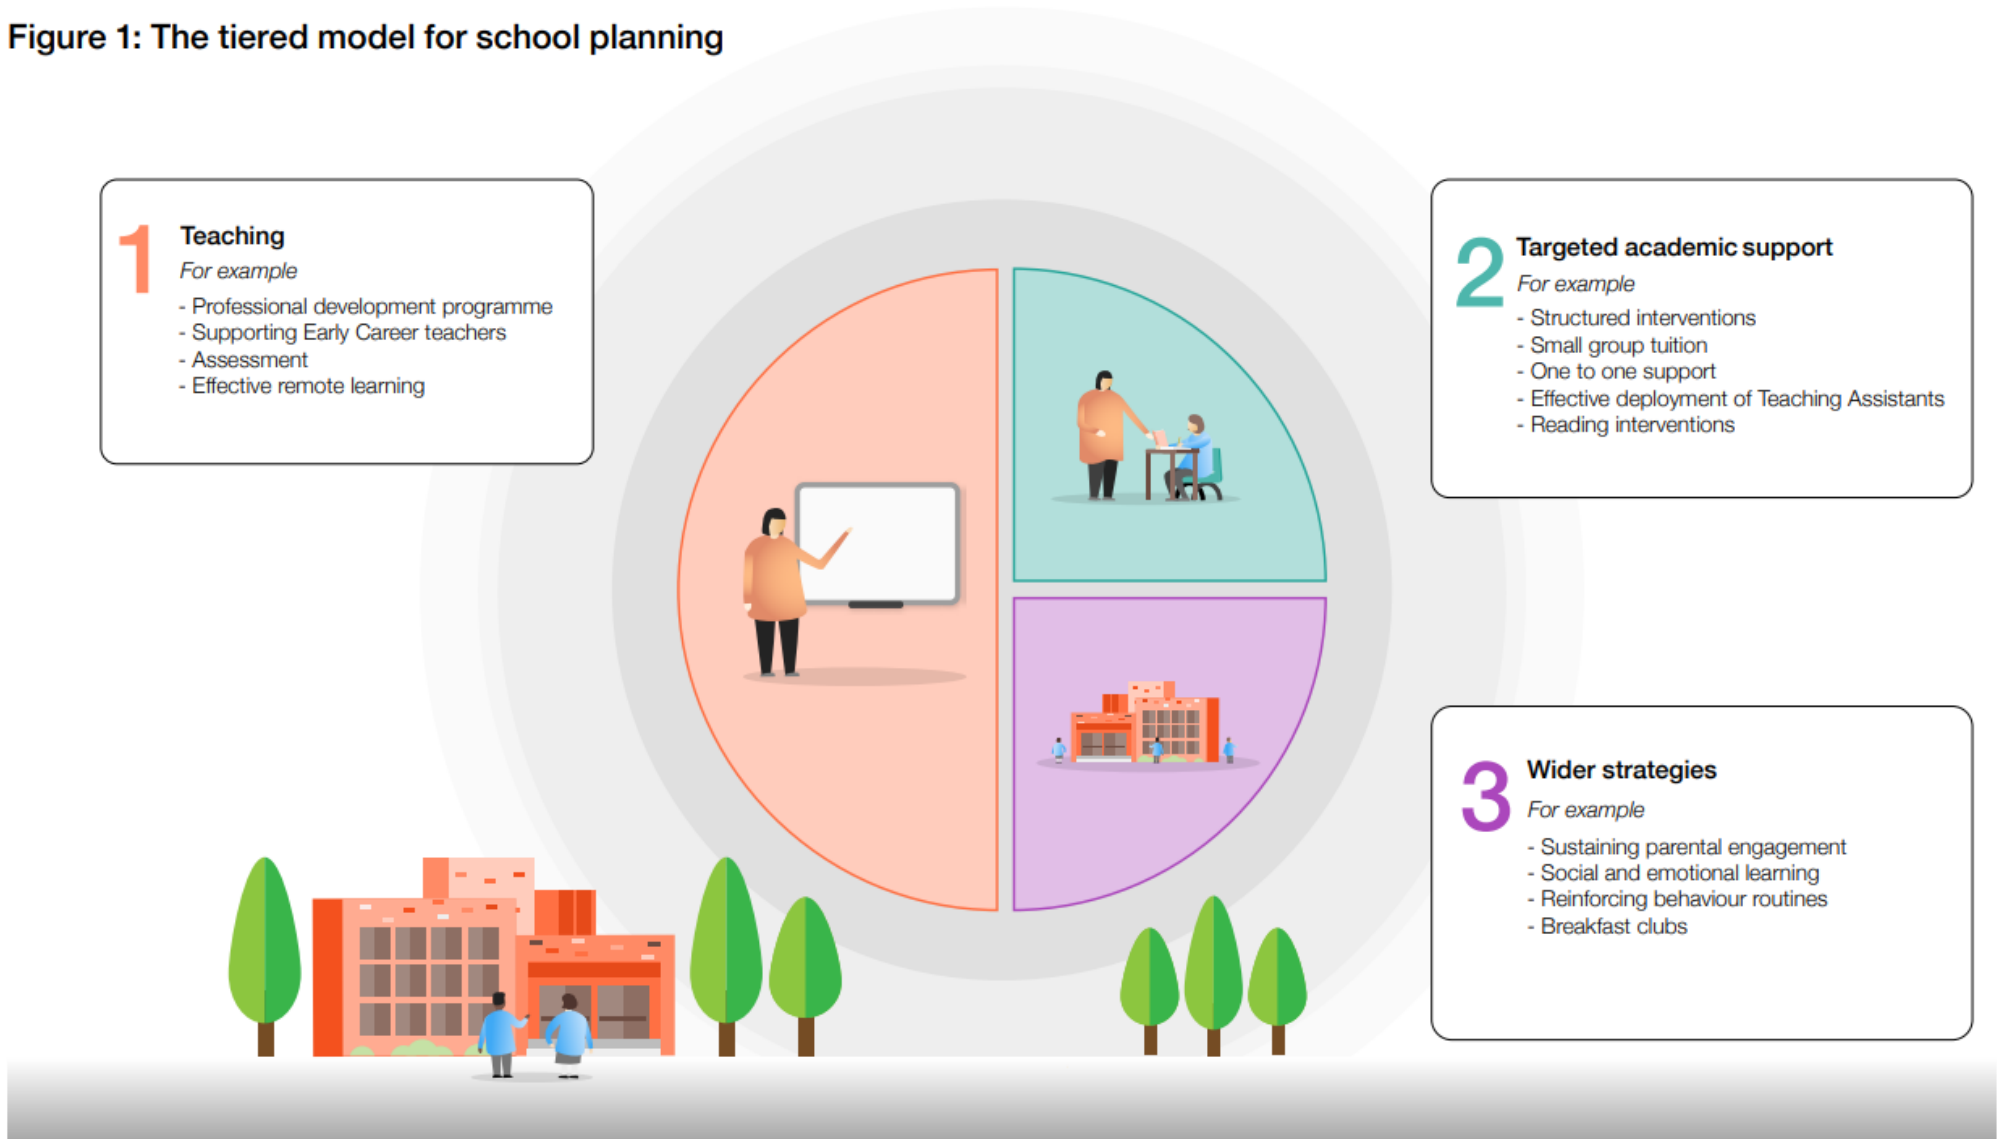 Figure 1: The tiered model for school planning
1
Teaching
For example
- Professional development programme
- Supporting Early Career teachers
- Assessment
- Effective remote learning
2
Targeted academic support
For example
- Structured interventions
- Small group tuition
- One to one support
- Effective deployment of Teaching Assistants
- Reading interventions
3
Wider strategies
For example
- Sustaining parental engagement
- Social and emotional learning
- Reinforcing behaviour routines
- Breakfast clubs